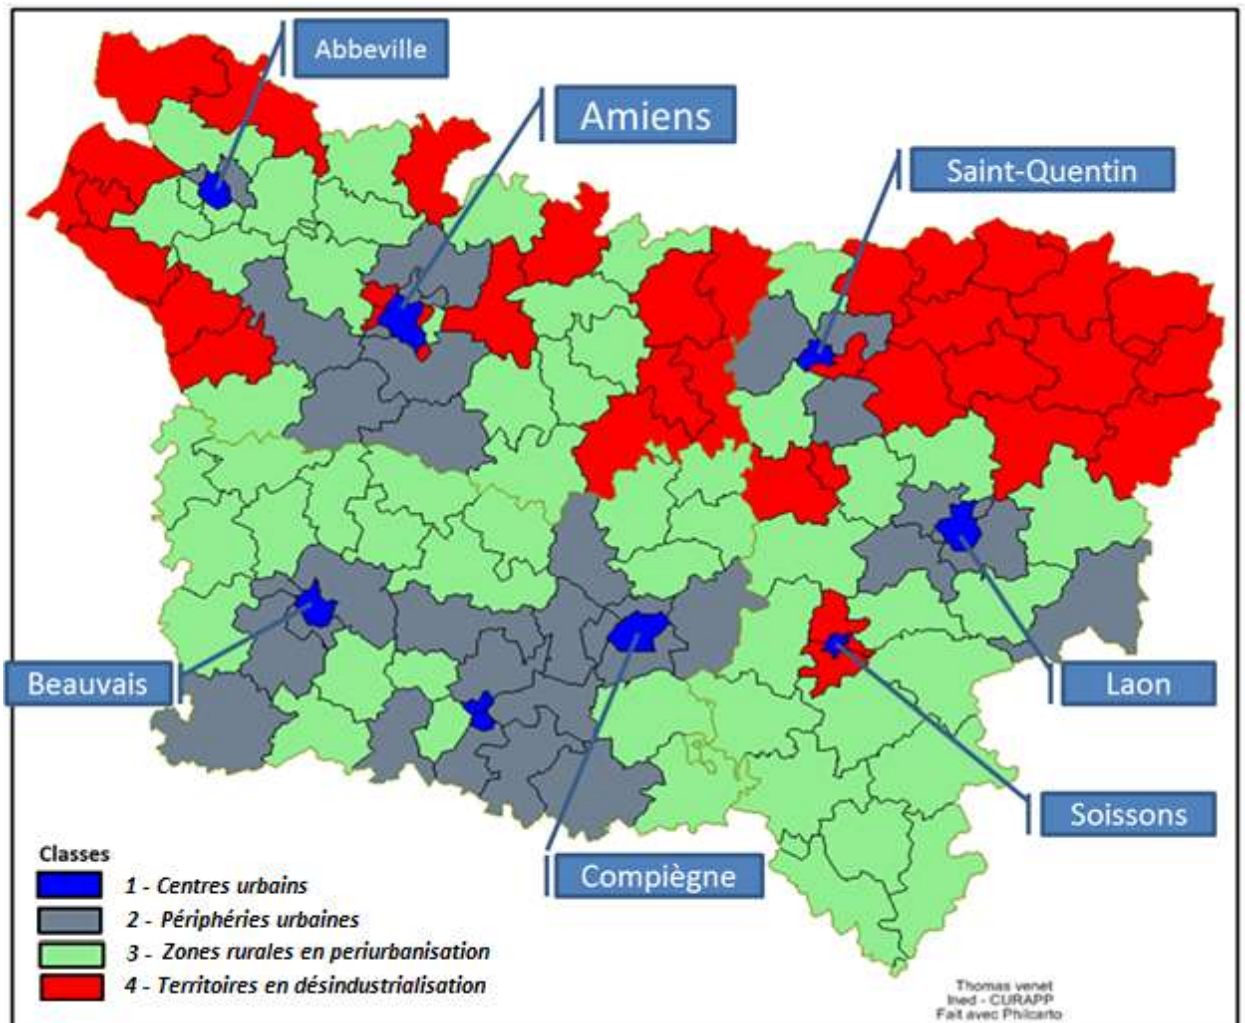 Abbeville
Amiens
Saint-Quentin
Beauvais
Laon
Soissons
Compiègne
Classes
1 - Centres urbains
2 - Périphéries urbaines
3 - Zones rurales en periurbanisation
4 - Territoires en désindustrialisation
Thomas venet
Ined - CURAPP
Fait avec Philcarto